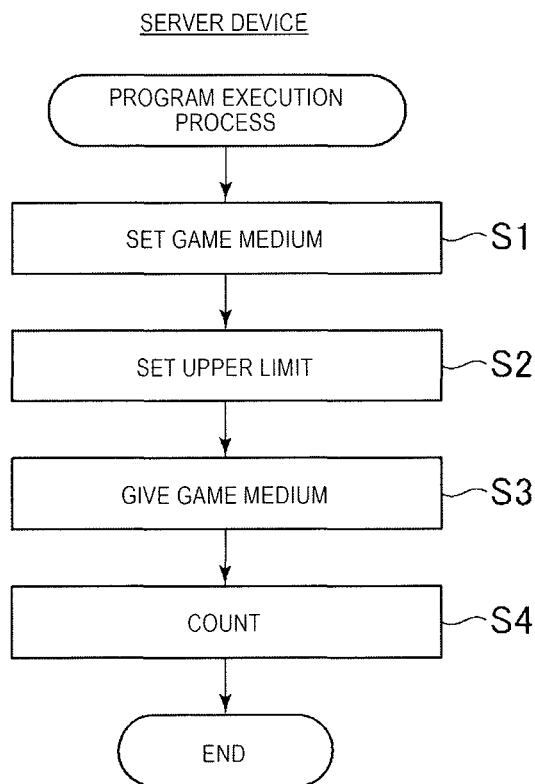 SERVER DEVICE
PROGRAM EXECUTION
PROCESS
SET GAME MEDIUM
S1
SET UPPER LIMIT
S2
GIVE GAME MEDIUM
S3
COUNT
S4
END